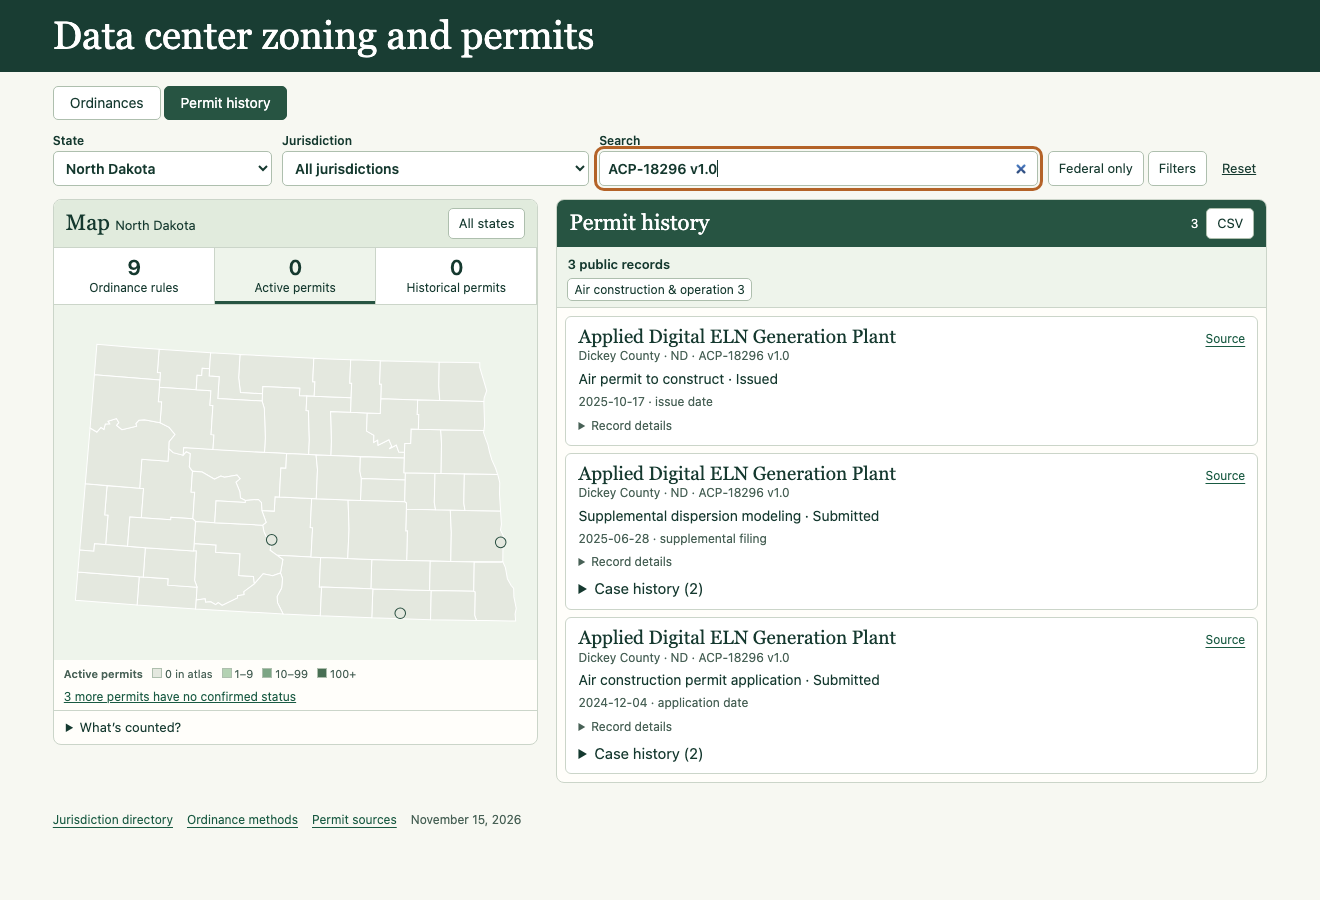 Data center zoning and permits
Ordinances
Permit history
State
Jurisdiction
Search
North Dakota
All jurisdictions
ACP-18296 v1.0
Federal only
Filters
Reset
Map North Dakota
All states
9
Ordinance rules
0
Active permits
0
Historical permits
Active permits 0 in atlas 1–9 10–99 100+
3 more permits have no confirmed status
What's counted?
Permit history
3
CSV
3 public records
Air construction & operation 3
Applied Digital ELN Generation Plant
Source
Dickey County · ND · ACP-18296 v1.0
Air permit to construct · Issued
2025-10-17 · issue date
Record details
Applied Digital ELN Generation Plant
Source
Dickey County · ND · ACP-18296 v1.0
Supplemental dispersion modeling · Submitted
2025-06-28 · supplemental filing
Record details
Case history (2)
Applied Digital ELN Generation Plant
Source
Dickey County · ND · ACP-18296 v1.0
Air construction permit application · Submitted
2024-12-04 · application date
Record details
Case history (2)
Jurisdiction directory
Ordinance methods
Permit sources
November 15, 2026